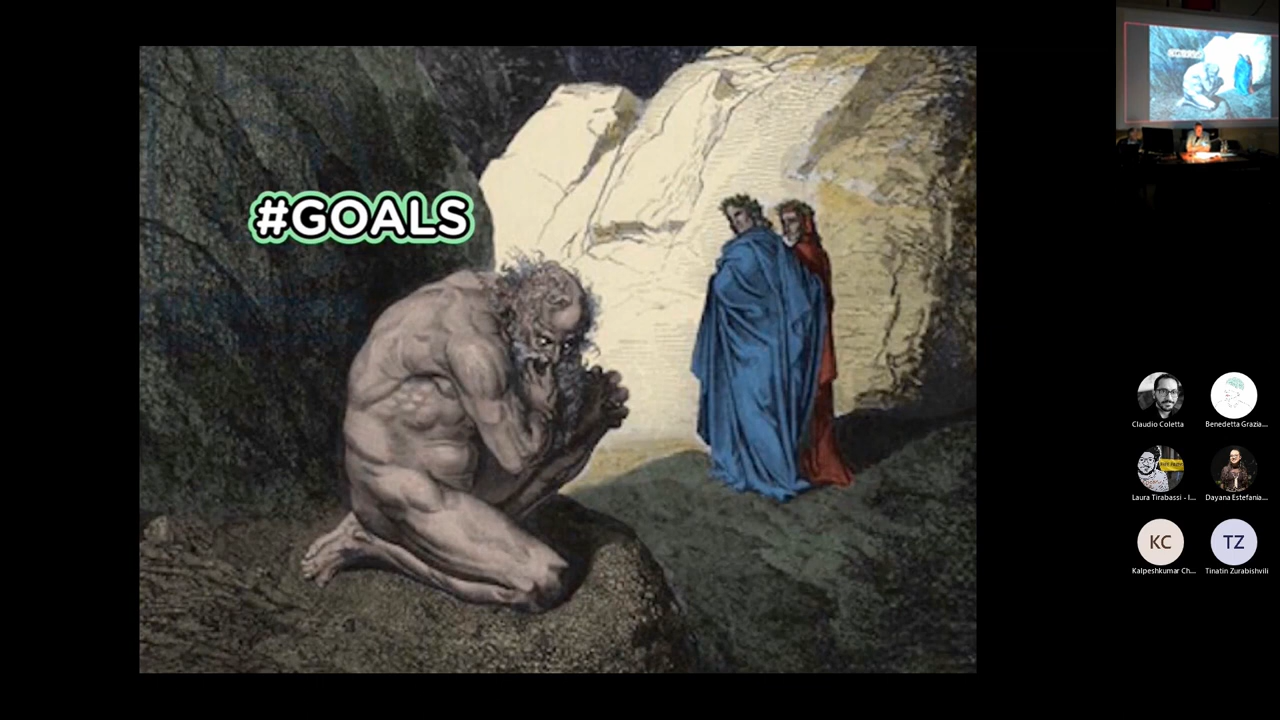 #GOALS
Claudio Coletta
Benedetta Grazia...
Laura Tirabassi - I...
Dayana Estefania...
KC
TZ
Kalpeshkumar Ch...
Tinatin Zurabishvili